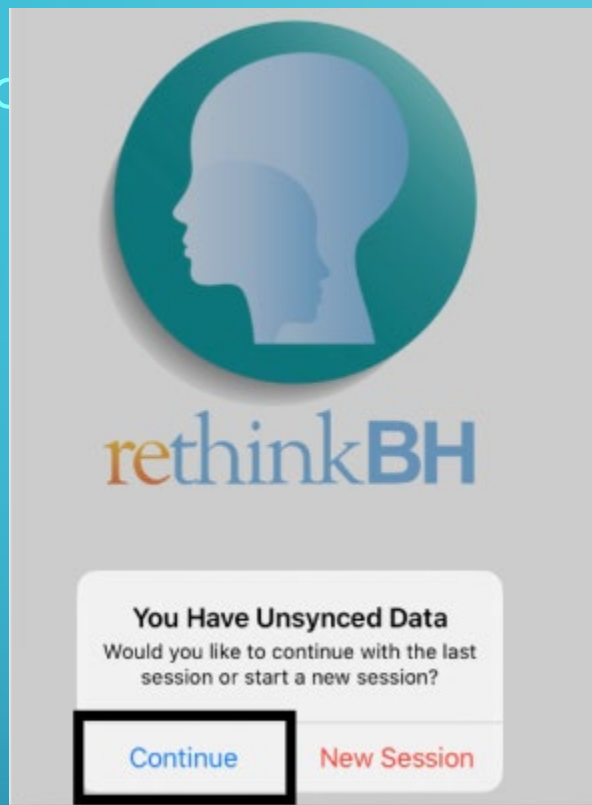 rethinkBH
You Have Unsynced Data
Would you like to continue with the last
session or start a new session?
Continue
New Session